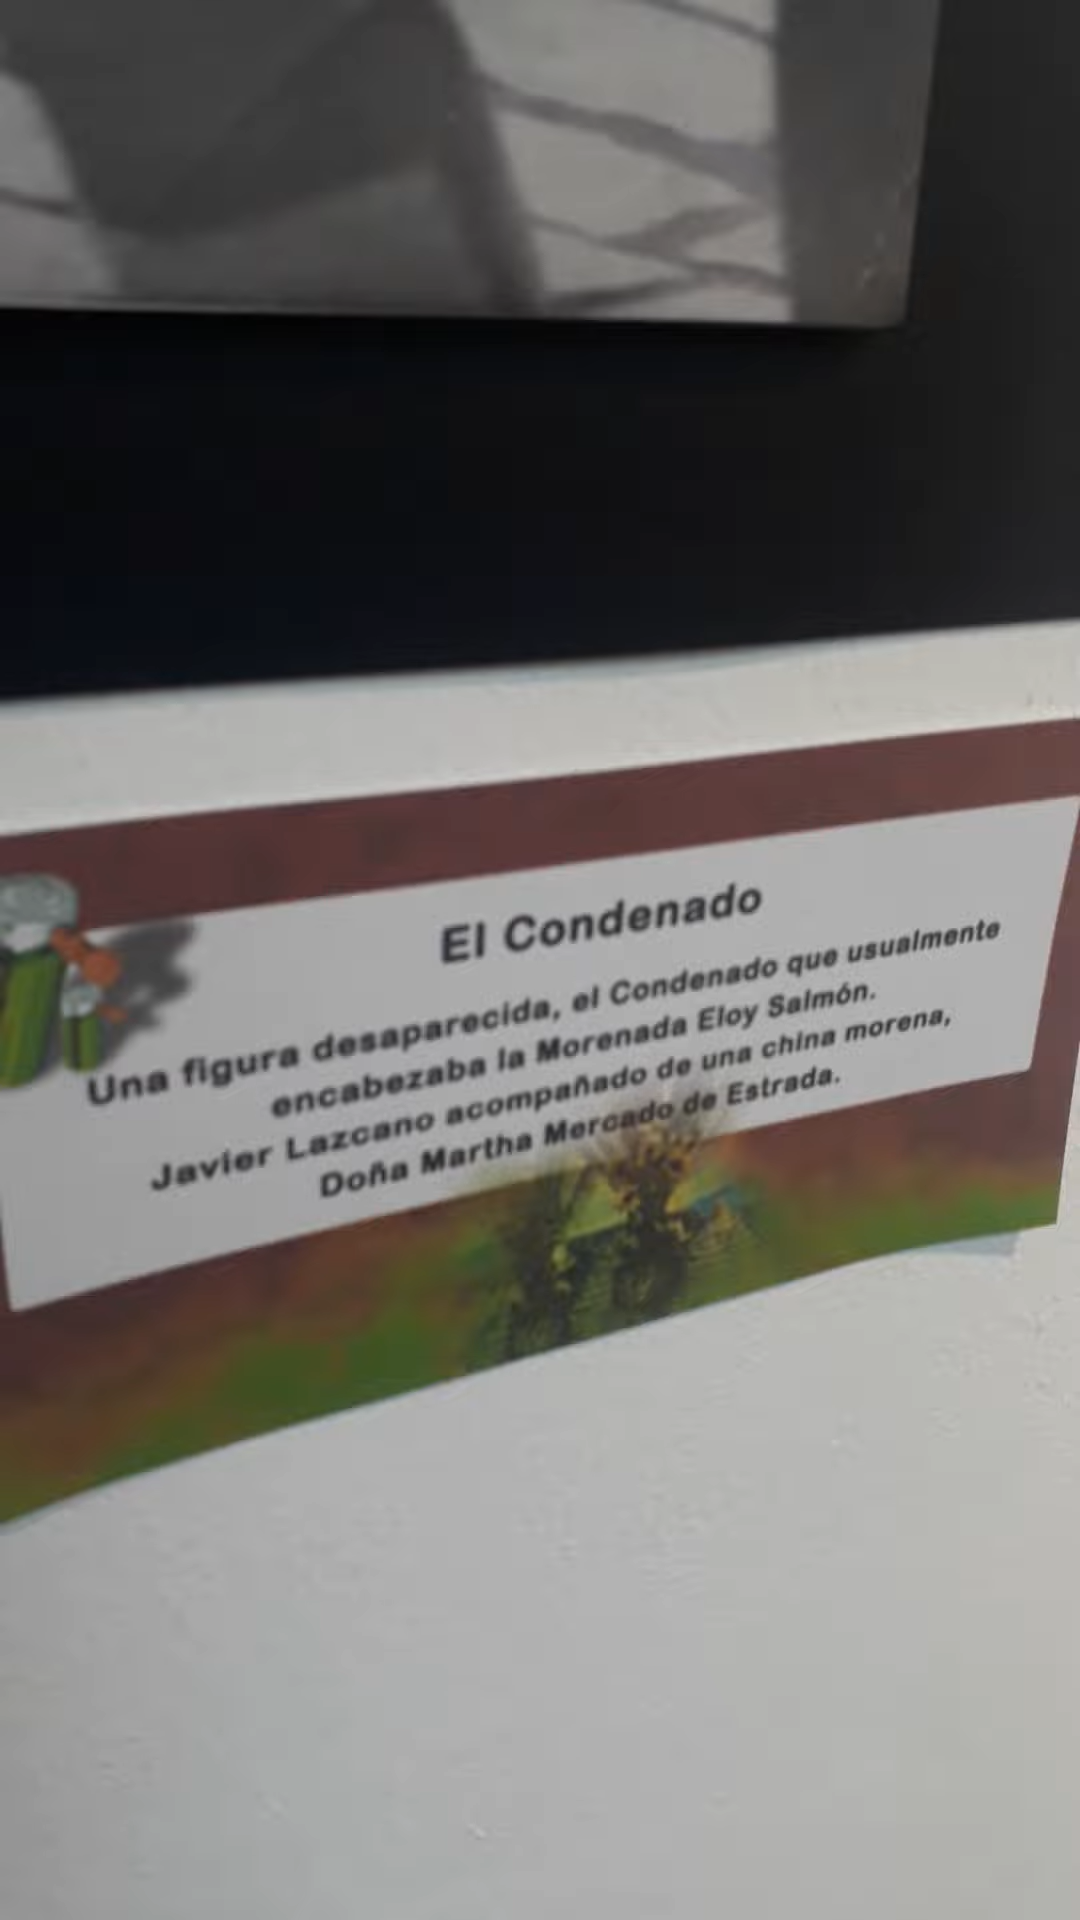 El Condenado
Una figura desaparecida, el Condenado que usualmente
encabezaba la Morenada Eloy Salmón.
Javier Lazcano acompañado de una china morena,
Doña Martha Mercado de Estrada.